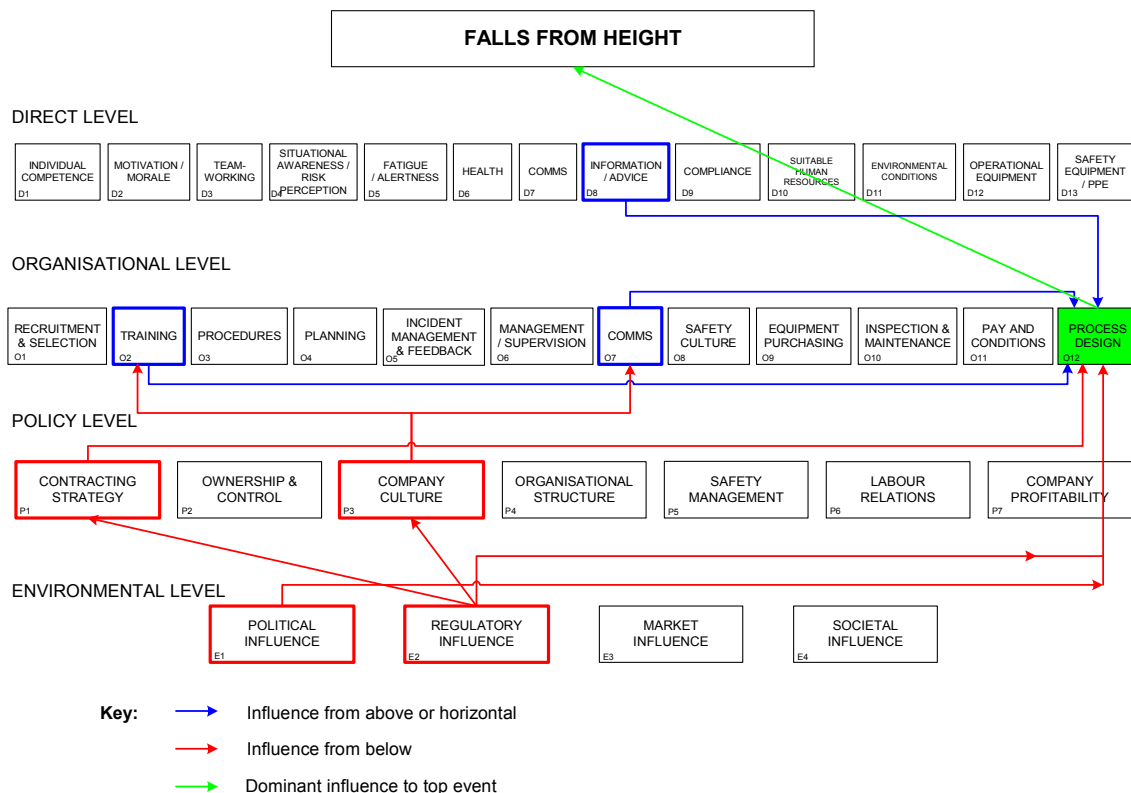 FALLS FROM HEIGHT
DIRECT LEVEL
INDIVIDUAL
COMPETENCE
D1
MOTIVATION /
MORALE
D2
TEAM-
WORKING
D3
SITUATIONAL
AWARENESS /
RISK
PERCEPTION
D4
FATIGUE
/ ALERTNESS
D5
HEALTH
D6
COMMS
D7
INFORMATION
/ ADVICE
D8
COMPLIANCE
D9
SUITABLE
HUMAN
RESOURCES
D10
ENVIRONMENTAL
CONDITIONS
D11
OPERATIONAL
EQUIPMENT
D12
SAFETY
EQUIPMENT
/ PPE
D13
ORGANISATIONAL LEVEL
RECRUITMENT
& SELECTION
O1
TRAINING
O2
PROCEDURES
O3
PLANNING
O4
INCIDENT
MANAGEMENT
& FEEDBACK
O5
MANAGEMENT
/ SUPERVISION
O6
COMMS
O7
SAFETY
CULTURE
O8
EQUIPMENT
PURCHASING
O9
INSPECTION &
MAINTENANCE
O10
PAY AND
CONDITIONS
O11
PROCESS
DESIGN
O12
POLICY LEVEL
CONTRACTING
STRATEGY
P1
OWNERSHIP &
CONTROL
P2
COMPANY
CULTURE
P3
ORGANISATIONAL
STRUCTURE
P4
SAFETY
MANAGEMENT
P5
LABOUR
RELATIONS
P6
COMPANY
PROFITABILITY
P7
ENVIRONMENTAL LEVEL
POLITICAL
INFLUENCE
E1
REGULATORY
INFLUENCE
E2
MARKET
INFLUENCE
E3
SOCIETAL
INFLUENCE
E4
Key:
Influence from above or horizontal
Influence from below
Dominant influence to top event